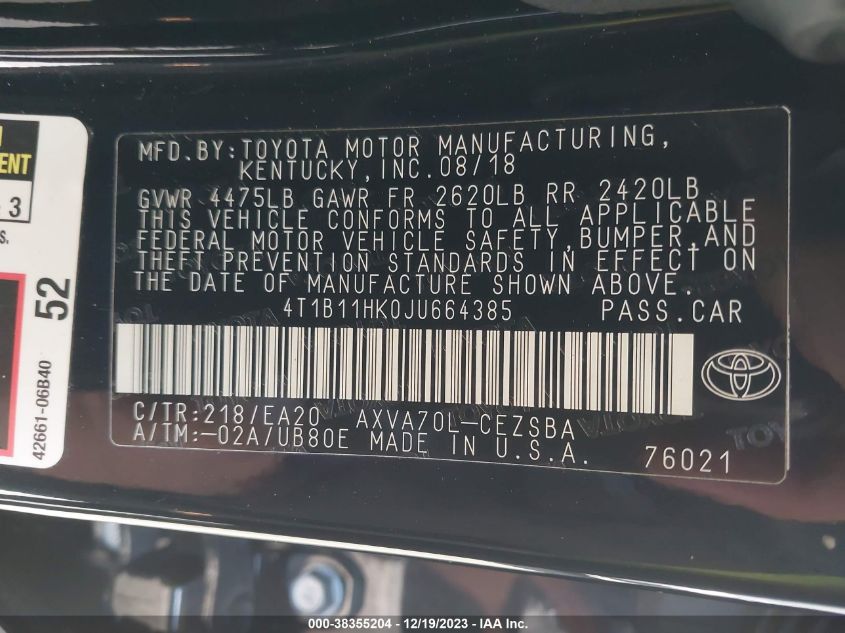 ENT
3
S.
52
42661-06B40
MFD.BY:TOYOTA MOTOR MANUFACTURING,
KENTUCKY,INC.08/18
GVWR 4475LB GAWR FR 2620LB RR 2420LB
THIS VEHICLE CONFORMS TO ALL APPLICABLE
FEDERAL MOTOR VEHICLE SAFETY,BUMPER,AND
THEFT PREVENTION STANDARDS IN EFFECT ON
THE DATE OF MANUFACTURE SHOWN ABOVE.
4T1B11HK0JU664385 PASS.CAR
C/TR:218/EA20 AXVA70L-CEZSBA
A/TM:-02A/UB80E MADE IN U.S.A. 76021
000-38355204 - 12/19/2023 - IAA Inc.